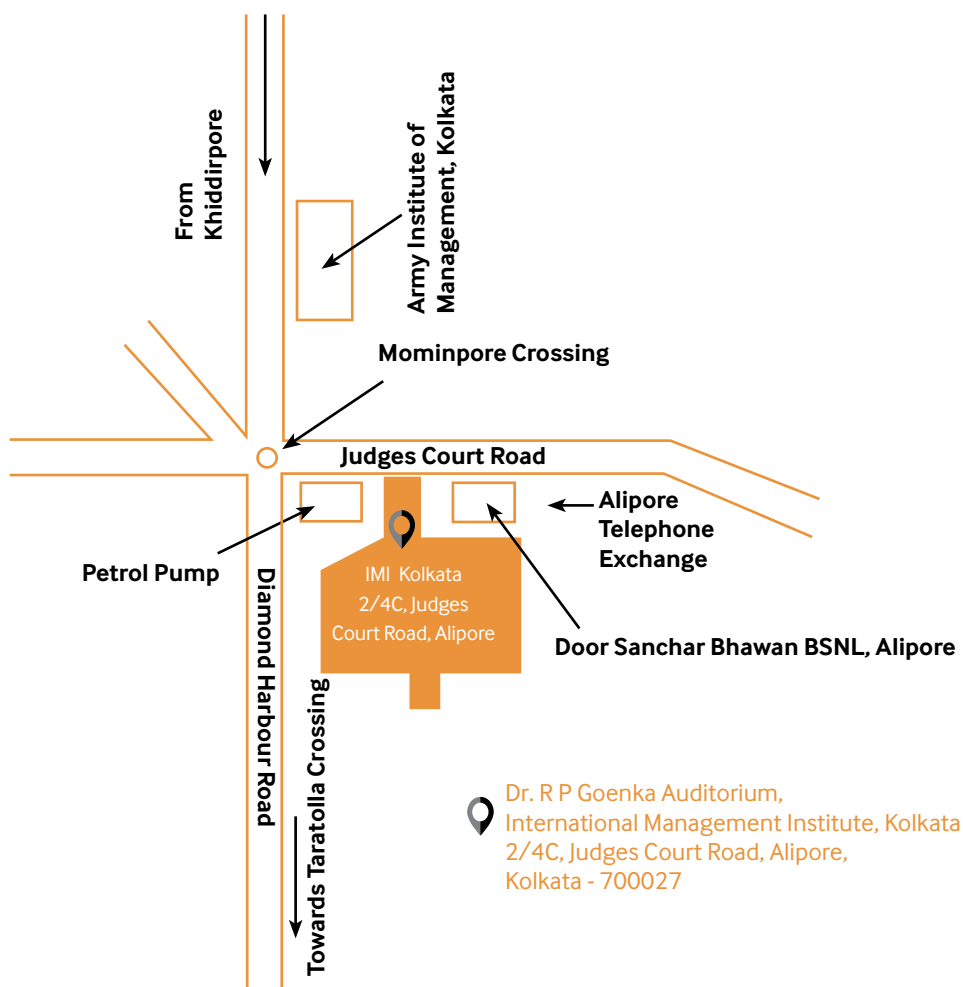 From
Khiddirpore
Army Institute of
Management, Kolkata
Mominpore Crossing
Judges Court Road
Alipore
Telephone
Exchange
Petrol Pump
IMI Kolkata
2/4C, Judges
Court Road, Alipore
Door Sanchar Bhawan BSNL, Alipore
Diamond Harbour Road
Towards Taratolla Crossing
Dr. R P Goenka Auditorium,
International Management Institute, Kolkata
2/4C, Judges Court Road, Alipore,
Kolkata - 700027